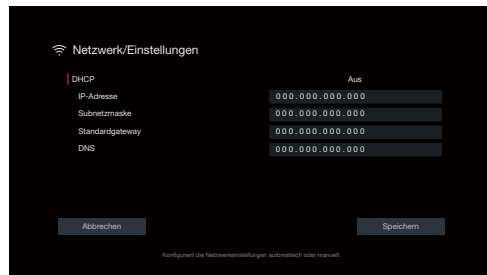 Netzwerk/Einstellungen
DHCP Aus
IP-Adresse 000.000.000.000
Subnetzmaske 000.000.000.000
Standardgateway 000.000.000.000
DNS 000.000.000.000
Abbrechen Speichern
Konfiguriert die Netzwerkeinstellungen automatisch oder manuell.